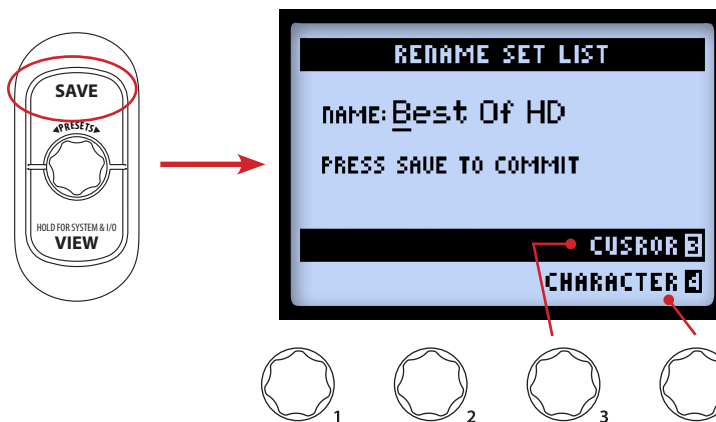 SAVE
◄PRESETS►
HOLD FOR SYSTEM & I/O
VIEW
RENAME SET LIST
NAME: Best Of HD
PRESS SAVE TO COMMIT
CUSROR 3
CHARACTER 4
1
2
3